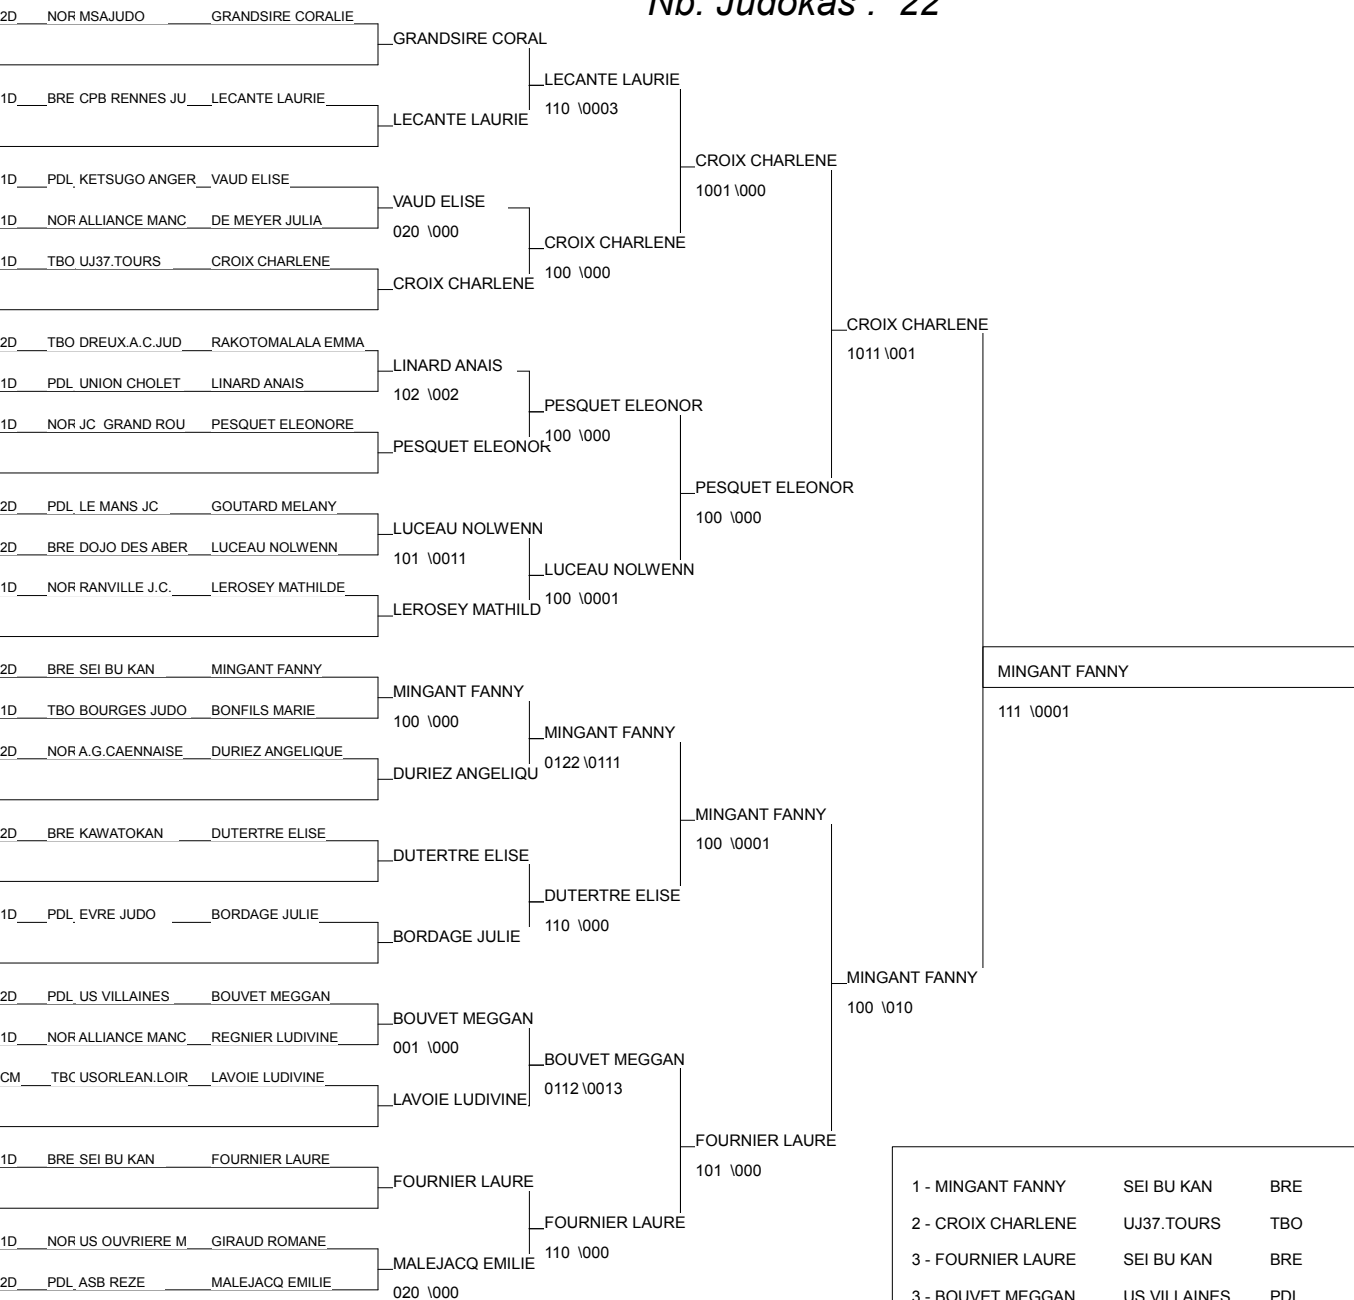 Nb. Judokas : 22
2D NOR MSAJUDO GRANDSIRE CORALIE
GRANDSIRE CORAL
LECANTE LAURIE
110 \0003
1D BRE CPB RENNES JU LECANTE LAURIE
LECANTE LAURIE
CROIX CHARLENE
1001 \000
1D PDL KETSUGO ANGER VAUD ELISE
VAUD ELISE
020 \000
1D NOR ALLIANCE MANC DE MEYER JULIA
CROIX CHARLENE
100 \000
1D TBO UJ37.TOURS CROIX CHARLENE
CROIX CHARLENE
CROIX CHARLENE
1011 \001
2D TBO DREUX.A.C.JUD RAKOTOMALALA EMMA
LINARD ANAIS
102 \002
1D PDL UNION CHOLET LINARD ANAIS
PESQUET ELEONOR
100 \000
1D NOR JC GRAND ROU PESQUET ELEONORE
PESQUET ELEONOR
PESQUET ELEONOR
100 \000
2D PDL LE MANS JC GOUTARD MELANY
LUCEAU NOLWENN
101 \0011
2D BRE DOJO DES ABER LUCEAU NOLWENN
LUCEAU NOLWENN
100 \0001
1D NOR RANVILLE J.C. LEROSEY MATHILDE
LEROSEY MATHILD
MINGANT FANNY
111 \0001
2D BRE SEI BU KAN MINGANT FANNY
MINGANT FANNY
100 \000
1D TBO BOURGES JUDO BONFILS MARIE
MINGANT FANNY
0122 \0111
2D NOR A.G.CAENNAISE DURIEZ ANGELIQUE
DURIEZ ANGELIQU
MINGANT FANNY
100 \0001
2D BRE KAWATOKAN DUTERTRE ELISE
DUTERTRE ELISE
DUTERTRE ELISE
110 \000
1D PDL EVRE JUDO BORDAGE JULIE
BORDAGE JULIE
MINGANT FANNY
100 \010
2D PDL US VILLAINES BOUVET MEGGAN
BOUVET MEGGAN
001 \000
1D NOR ALLIANCE MANC REGNIER LUDIVINE
BOUVET MEGGAN
0112 \0013
CM TBO USORLEAN.LOIR LAVOIE LUDIVINE
LAVOIE LUDIVINE
FOURNIER LAURE
101 \000
1D BRE SEI BU KAN FOURNIER LAURE
FOURNIER LAURE
FOURNIER LAURE
110 \000
1D NOR US OUVRIERE M GIRAUD ROMANE
MALEJACQ EMILIE
020 \000
2D PDL ASB REZE MALEJACQ EMILIE
1 - MINGANT FANNY SEI BU KAN BRE
2 - CROIX CHARLENE UJ37.TOURS TBO
3 - FOURNIER LAURE SEI BU KAN BRE
3 - BOUVET MEGGAN US VILLAINES PDL